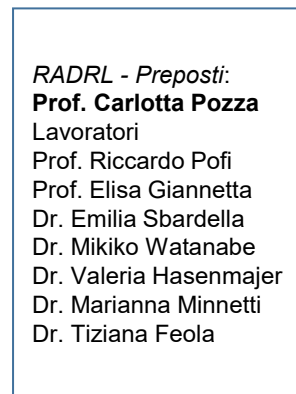 RADRL - Preposti:
Prof. Carlotta Pozza
Lavoratori
Prof. Riccardo Pofi
Prof. Elisa Giannetta
Dr. Emilia Sbardella
Dr. Mikiko Watanabe
Dr. Valeria Hasenmajer
Dr. Marianna Minnetti
Dr. Tiziana Feola